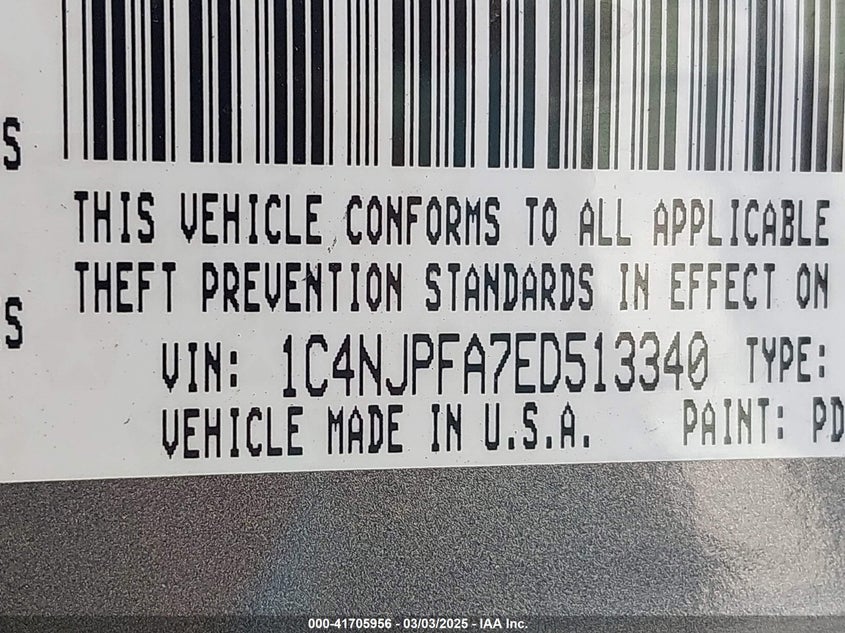 S
THIS VEHICLE CONFORMS TO ALL APPLICABLE
THEFT PREVENTION STANDARDS IN EFFECT ON
S
VIN: 1C4NJPFA7ED513340 TYPE:
VEHICLE MADE IN U.S.A. PAINT: PD
000-41705956 - 03/03/2025 - IAA Inc.